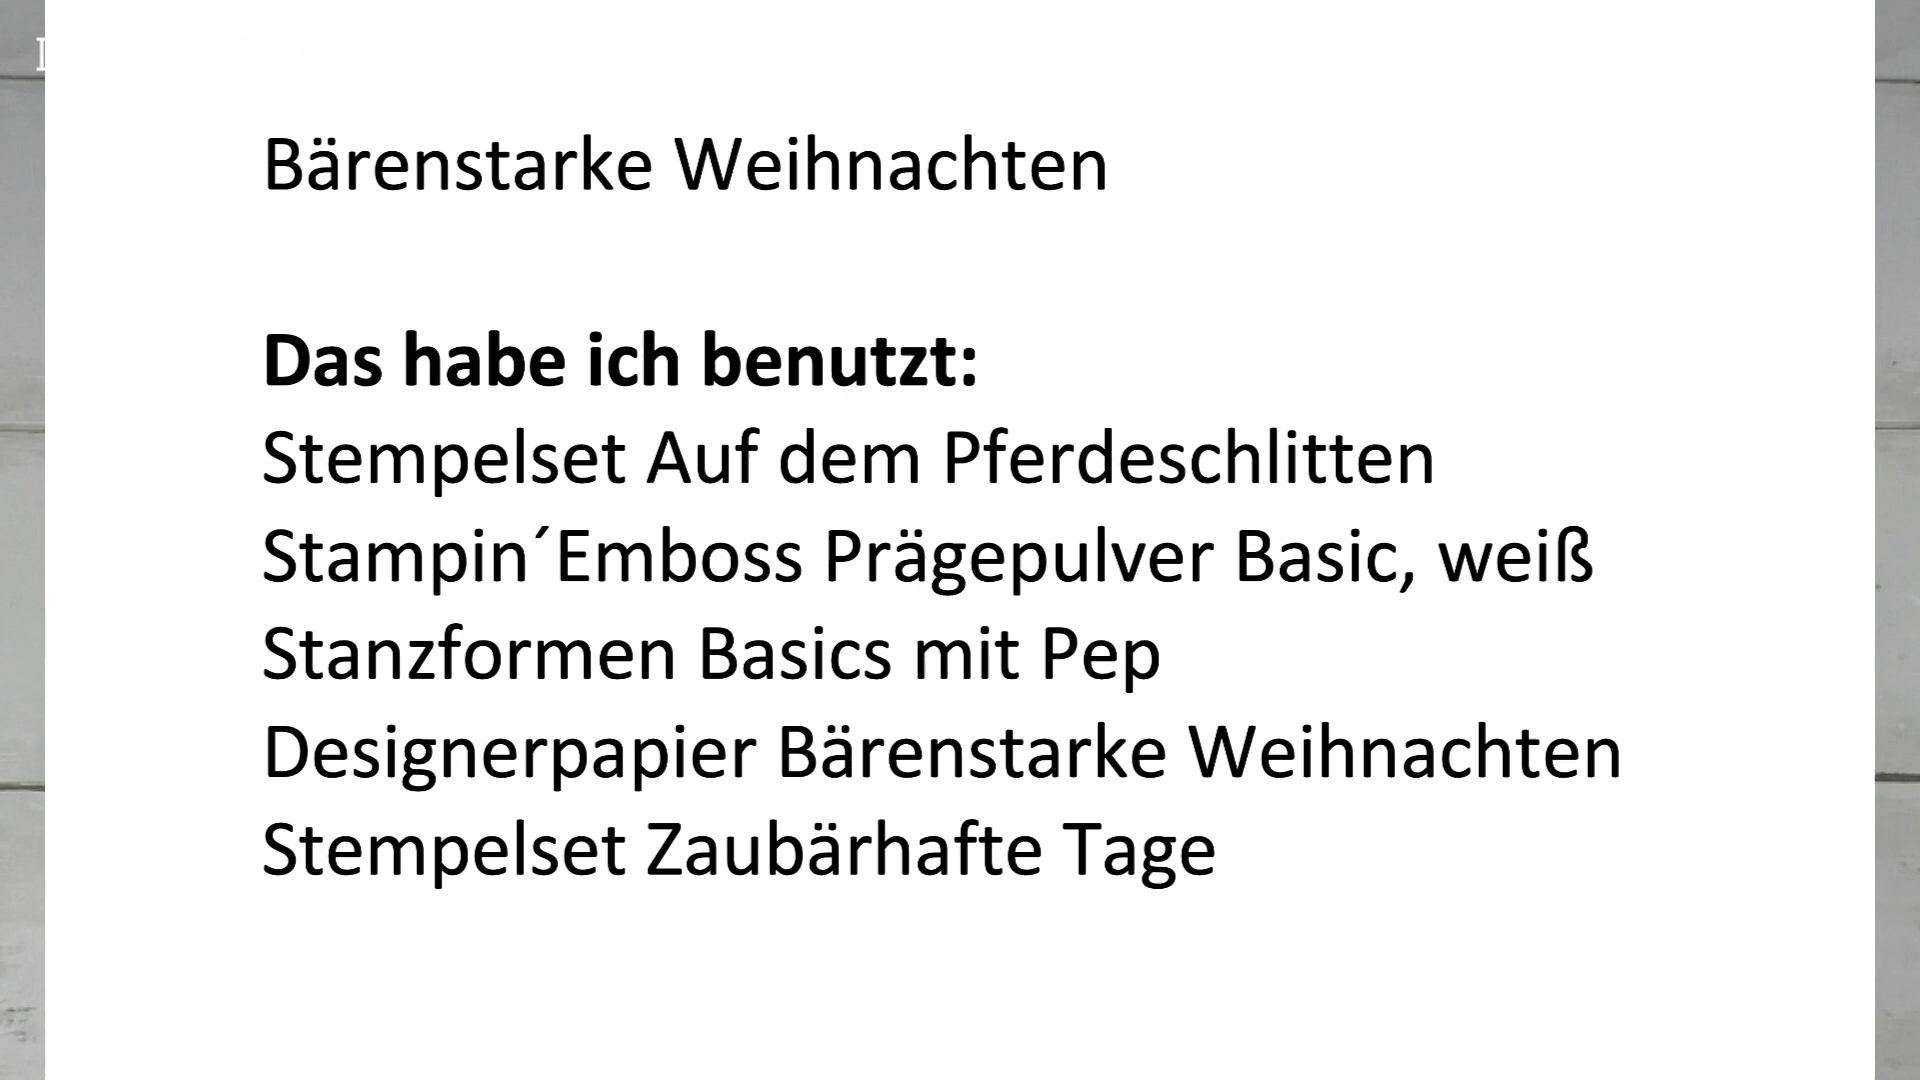 Bärenstarke Weihnachten
Das habe ich benutzt:
Stempelset Auf dem Pferdeschlitten
Stampin´Emboss Prägepulver Basic, weiß
Stanzformen Basics mit Pep
Designerpapier Bärenstarke Weihnachten
Stempelset Zaubärhafte Tage